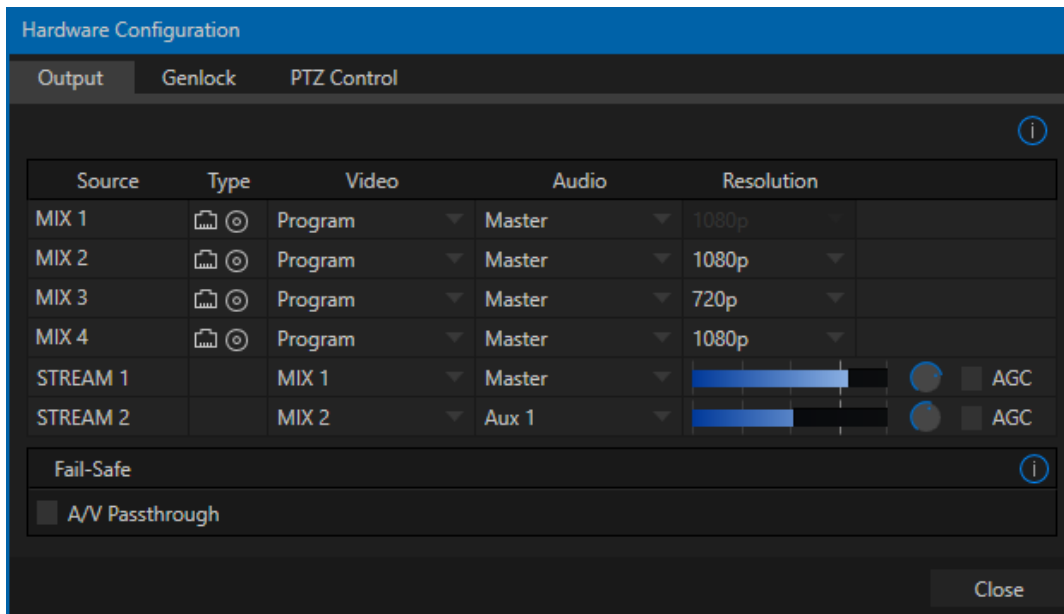 Hardware Configuration
Output Genlock PTZ Control
Source Type Video Audio Resolution
MIX 1 Program Master 1080p
MIX 2 Program Master 1080p
MIX 3 Program Master 720p
MIX 4 Program Master 1080p
STREAM 1 MIX 1 Master AGC
STREAM 2 MIX 2 Aux 1 AGC
Fail-Safe
A/V Passthrough
Close